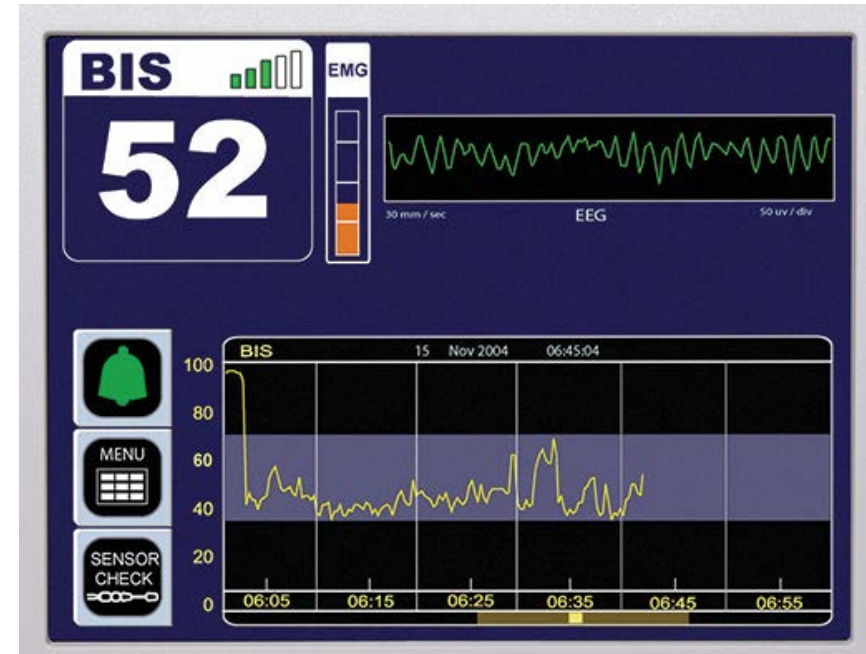 BIS
EMG
52
30 mm / sec
EEG
50 uv / div
BIS 15 Nov 2004 06:45:04
100
80
MENU
60
40
SENSOR
CHECK
20
0
06:05 06:15 06:25 06:35 06:45 06:55